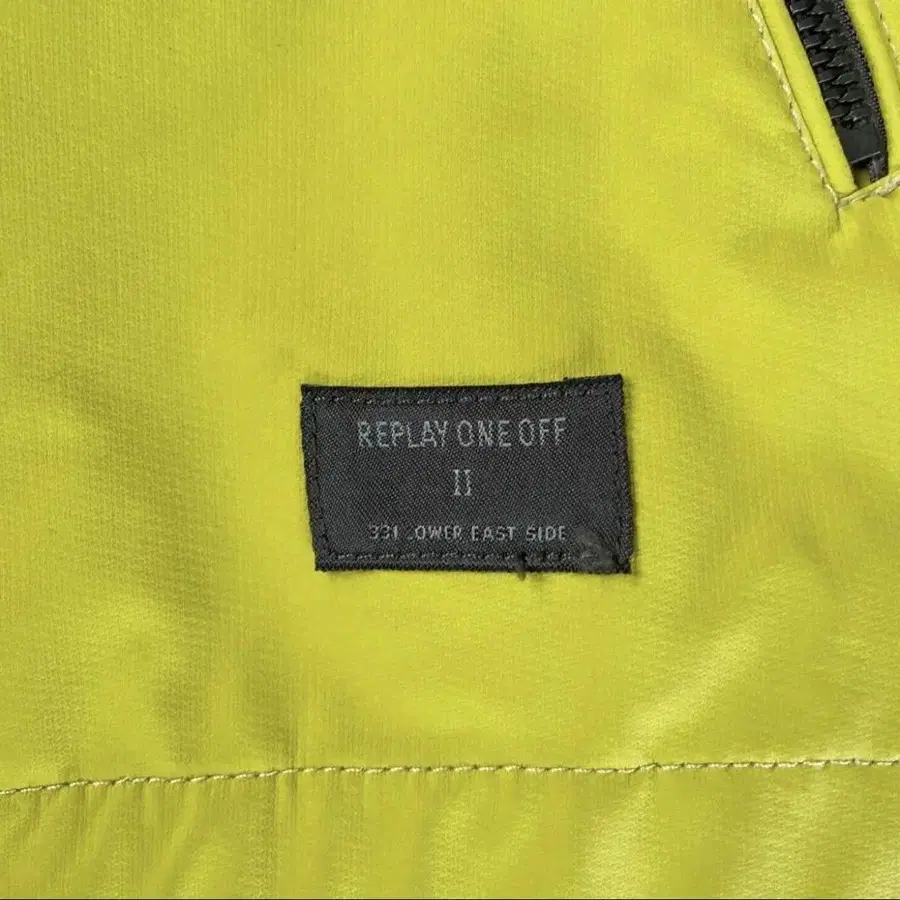 REPLAY ONE OFF
II
331 LOWER EAST SIDE